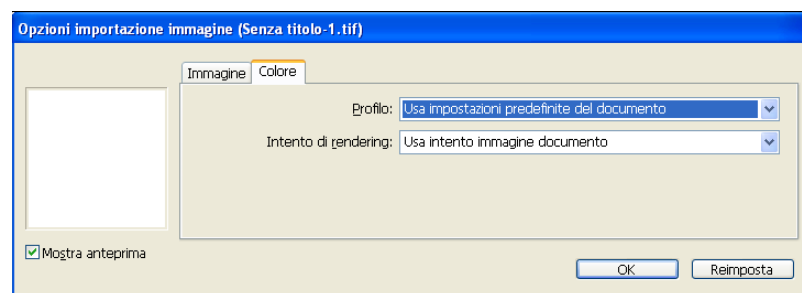 Opzioni importazione immagine (Senza titolo-1.tif)
Immagine Colore
Profilo: Usa impostazioni predefinite del documento
Intento di rendering: Usa intento immagine documento
Mostra anteprima
OK Reimposta